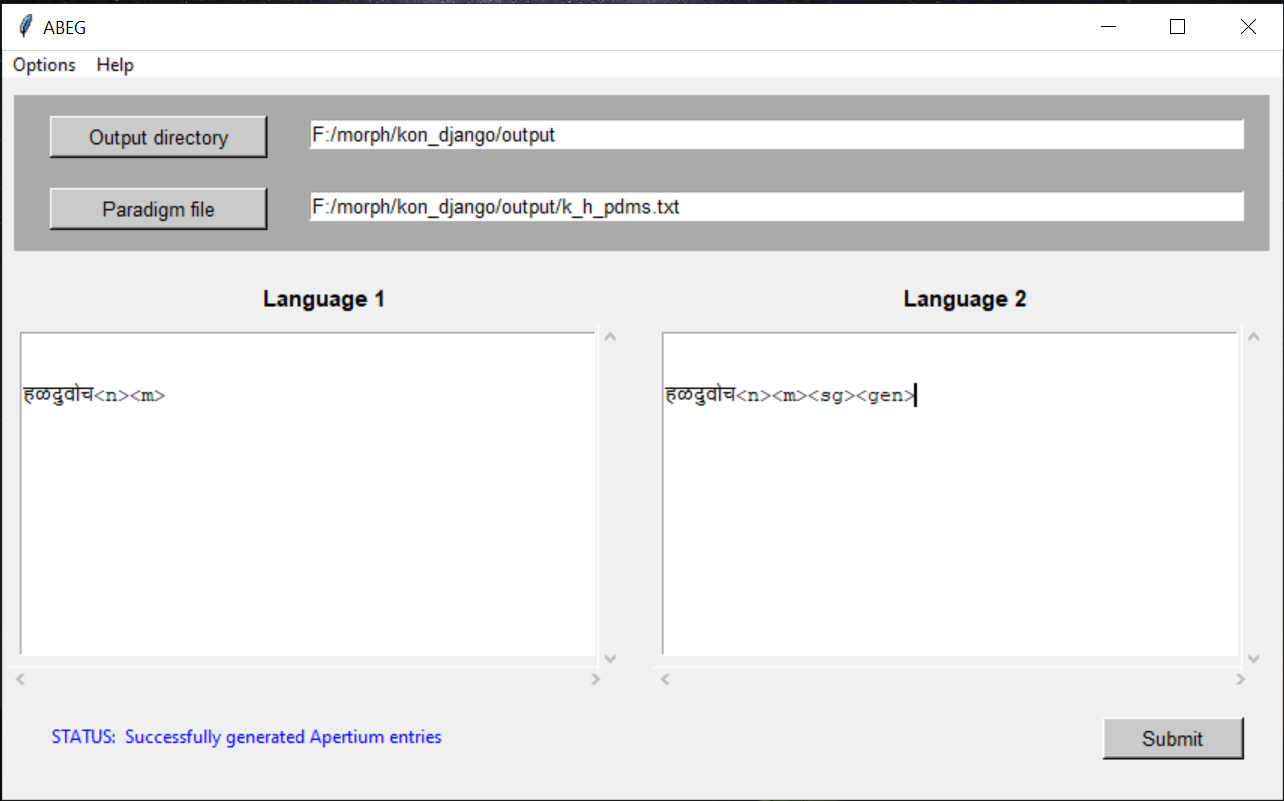 ABEG
Options Help
Output directory F:/morph/kon_django/output
Paradigm file F:/morph/kon_django/output/k_h_pdms.txt
Language 1 Language 2
हळदुवोच<n><m> हळदुवोच<n><m><sg><gen>
STATUS: Successfully generated Apertium entries Submit